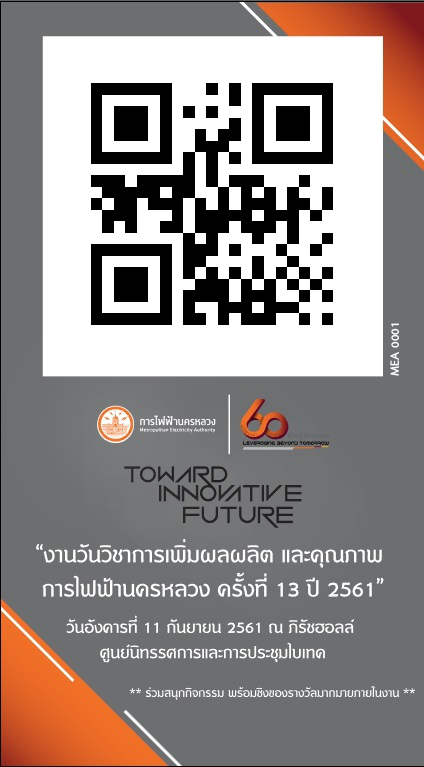 MEA 0001
การไฟฟ้านครหลวง
Metropolitan Electricity Authority
60
LEVERAGING BEYOND TOMORROW
TOWARD
INNOVATIVE
FUTURE
“งานวันวิชาการเพิ่มผลผลิต และคุณภาพ
การไฟฟ้านครหลวง ครั้งที่ 13 ปี 2561”
วันอังคารที่ 11 กันยายน 2561 ณ ภิรัชฮอลล์
ศูนย์นิทรรศการและการประชุมไบเทค
** ร่วมสนุกกิจกรรม พร้อมชิงของรางวัลมากมายภายในงาน **